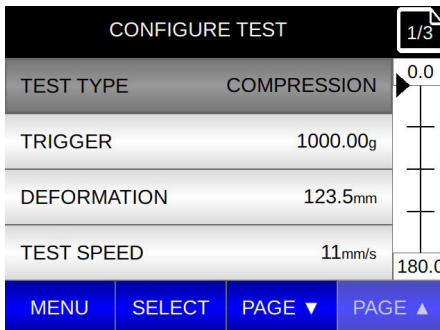 CONFIGURE TEST 1/3
TEST TYPE COMPRESSION 0.0
TRIGGER 1000.00g
DEFORMATION 123.5mm
TEST SPEED 11mm/s
180.0
MENU SELECT PAGE ▼ PAGE ▲